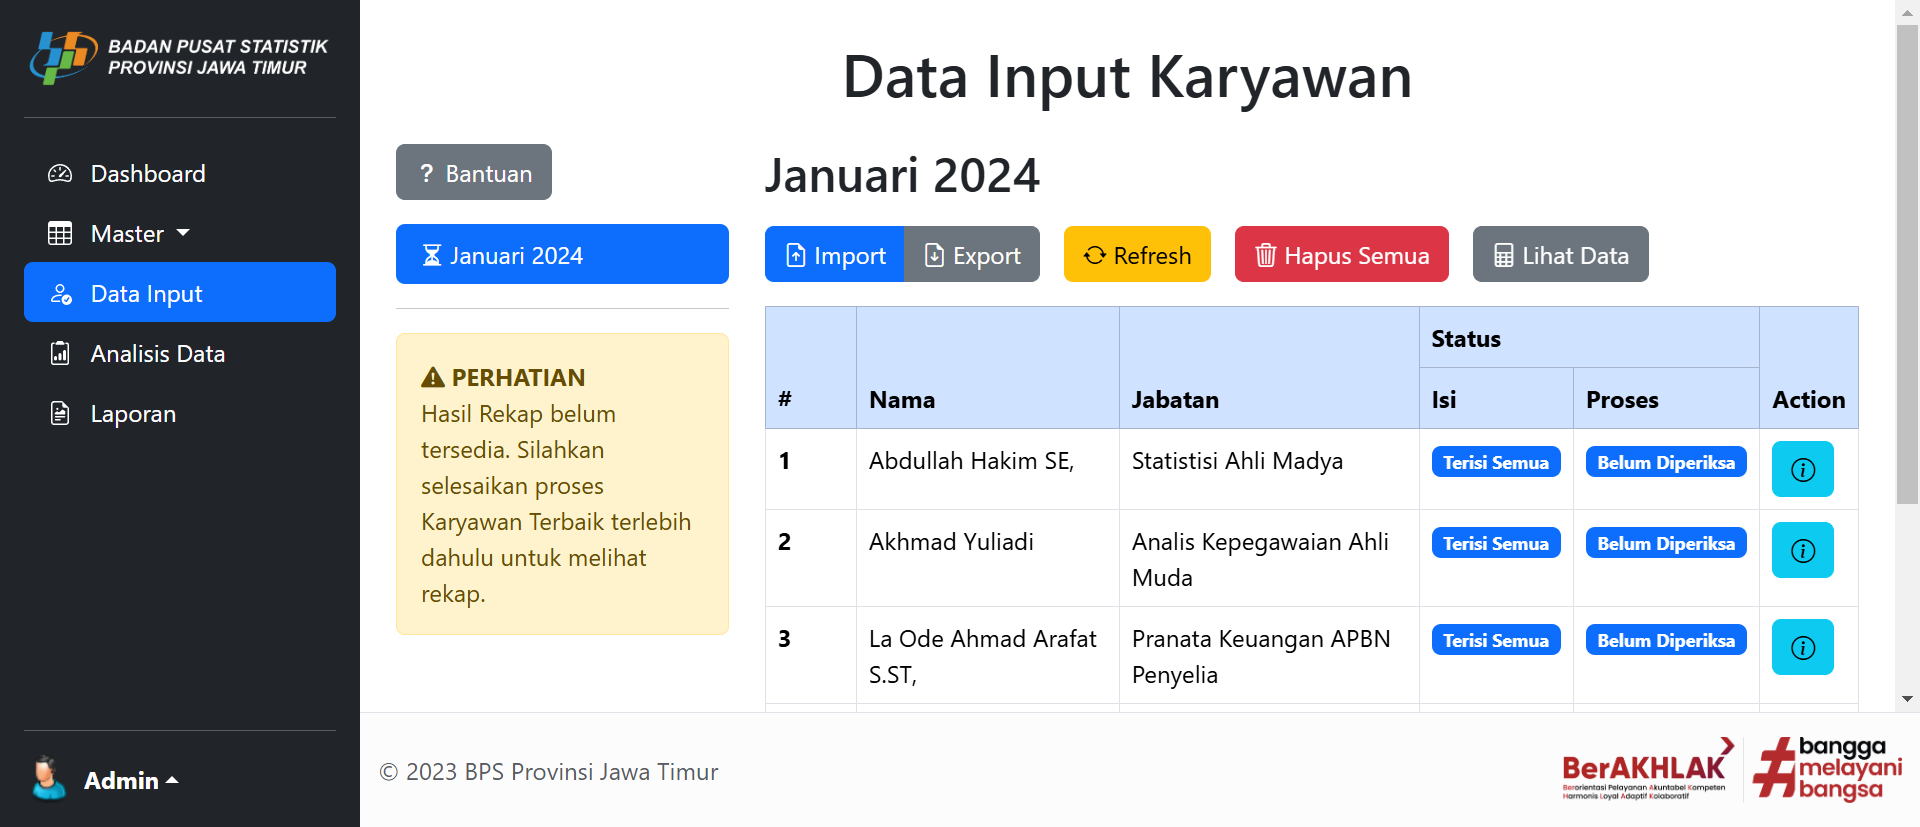 BADAN PUSAT STATISTIK
PROVINSI JAWA TIMUR
Dashboard
Master
Data Input
Analisis Data
Laporan
Admin
Data Input Karyawan
? Bantuan
Januari 2024
PERHATIAN
Hasil Rekap belum
tersedia. Silahkan
selesaikan proses
Karyawan Terbaik terlebih
dahulu untuk melihat
rekap.
Januari 2024
Import Export Refresh Hapus Semua Lihat Data
Status
# Nama Jabatan Isi Proses Action
1 Abdullah Hakim SE, Statistisi Ahli Madya Terisi Semua Belum Diperiksa
2 Akhmad Yuliadi Analis Kepegawaian Ahli Terisi Semua Belum Diperiksa
Muda
3 La Ode Ahmad Arafat Pranata Keuangan APBN Terisi Semua Belum Diperiksa
S.ST, Penyelia
© 2023 BPS Provinsi Jawa Timur
BerAKHLAK
Berorientasi Pelayanan Akuntabel Kompeten
Harmonis Loyal Adaptif Kolaboratif
#bangga
melayani
bangsa